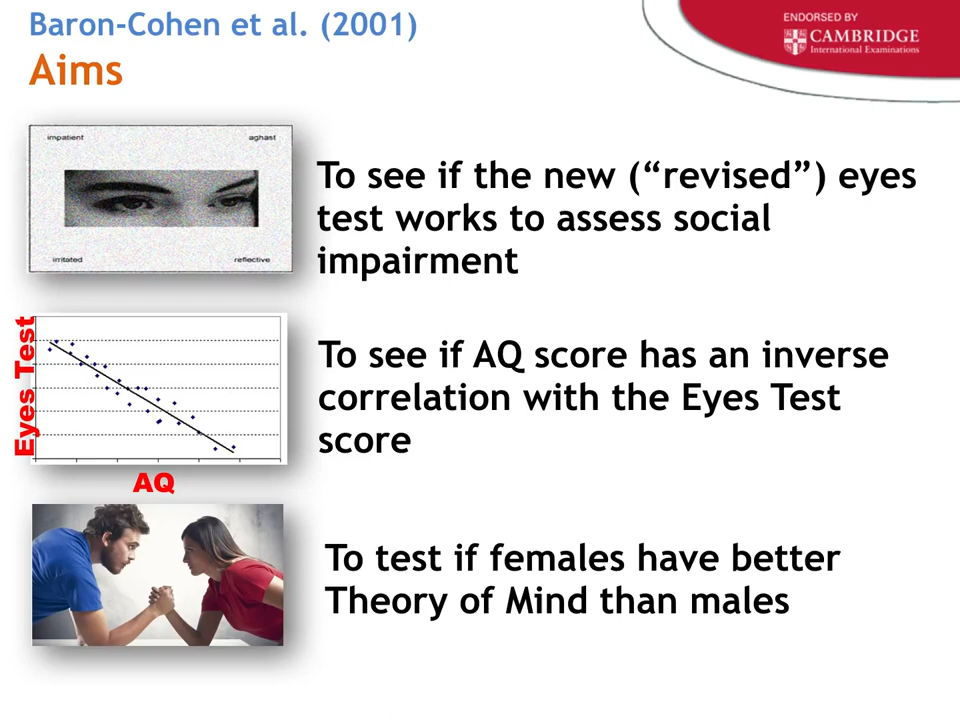 Baron-Cohen et al. (2001)
Aims
ENDORSED BY
CAMBRIDGE
International Examinations
impatient
aghast
irritated
reflective
To see if the new (“revised”) eyes
test works to assess social
impairment
Eyes Test
AQ
To see if AQ score has an inverse
correlation with the Eyes Test
score
To test if females have better
Theory of Mind than males